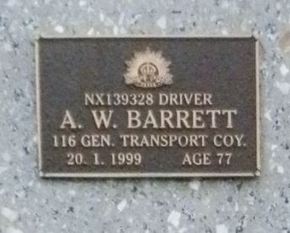 NX139328 DRIVER
A. W. BARRETT
116 GEN. TRANSPORT COY.
20. 1. 1999 AGE 77